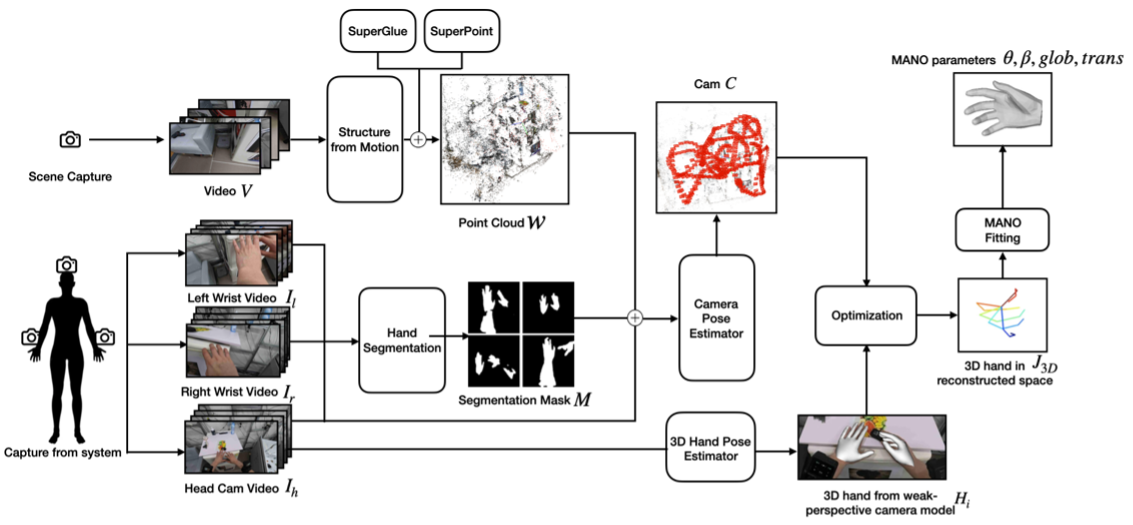 SuperGlue
SuperPoint
MANO parameters θ, β, glob, trans
Cam C
Structure
from Motion
Scene Capture
Video V
Point Cloud W
Left Wrist Video I_l
Hand
Segmentation
Camera
Pose
Estimator
MANO
Fitting
Optimization
3D hand in J_{3D}
reconstructed space
Right Wrist Video I_r
Segmentation Mask M
Capture from system
Head Cam Video I_h
3D Hand Pose
Estimator
3D hand from weak-
perspective camera model H_i